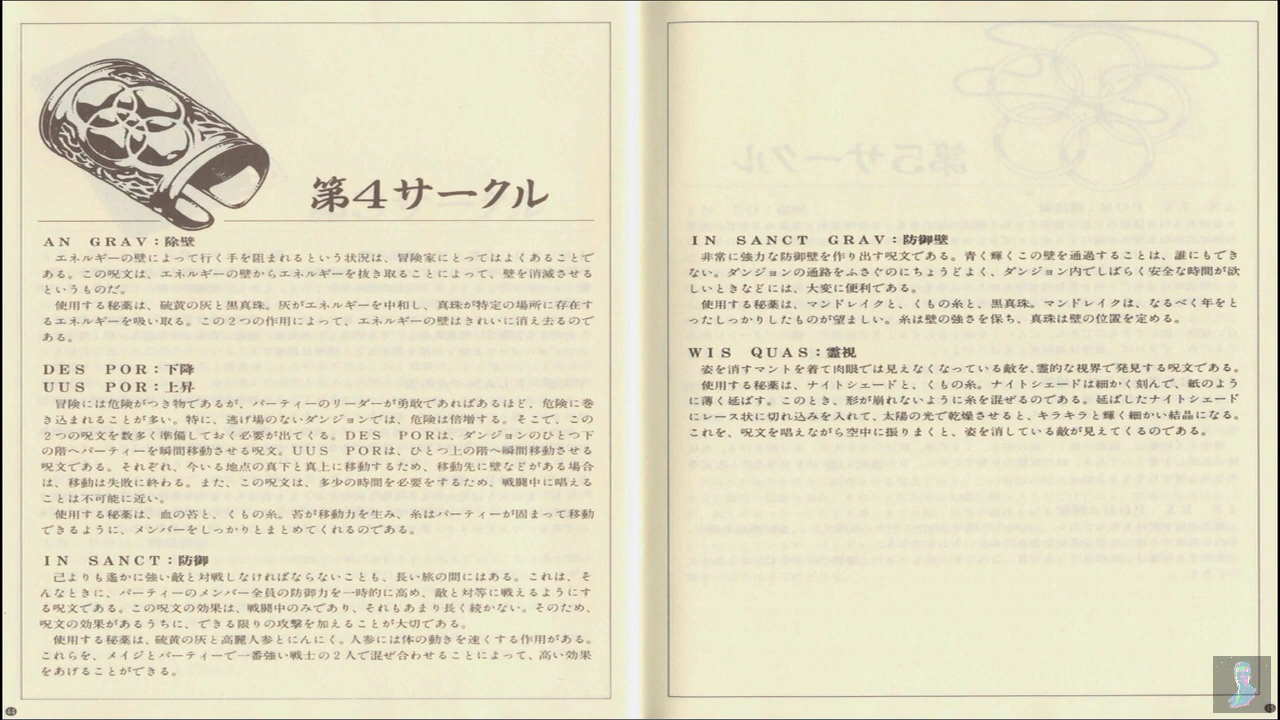 第4サークル
AN GRAV：除壁
エネルギーの壁によって行く手を阻まれるという状況は、冒険家にとってはよくあることで
ある。この呪文は、エネルギーの壁からエネルギーを抜き取ることによって、壁を消滅させる
というものだ。
使用する秘薬は、硫黄の灰と黒真珠。灰がエネルギーを中和し、真珠が特定の場所に存在す
るエネルギーを吸い取る。この2つの作用によって、エネルギーの壁はきれいに消え去るので
ある。
DES POR：下降
UUS POR：上昇
冒険には危険がつき物であるが、パーティーのリーダーが勇敢であればあるほど、危険に巻
き込まれることが多い。特に、逃げ場のないダンジョンでは、危険は倍増する。そこで、この
2つの呪文を数多く準備しておく必要が出てくる。DES PORは、ダンジョンのひとつ下
の階へパーティーを瞬間移動させる呪文。UUS PORは、ひとつ上の階へ瞬間移動させる
呪文である。それぞれ、今いる地点の真下と真上に移動するため、移動先に壁などがある場合
は、移動は失敗に終わる。また、この呪文は、多少の時間を必要をするため、戦闘中に唱える
ことは不可能に近い。
使用する秘薬は、血の苔と、くもの糸。苔が移動力を生み、糸はパーティーが固まって移動
できるように、メンバーをしっかりとまとめてくれるのである。
IN SANCT：防御
己よりも遙かに強い敵と対戦しなければならないことも、長い旅の間にはある。これは、そ
んなときに、パーティーのメンバー全員の防御力を一時的に高め、敵と対等に戦えるようにす
る呪文である。この呪文の効果は、戦闘中のみであり、それもあまり長く続かない。そのため、
呪文の効果があるうちに、できる限りの攻撃を加えることが大切である。
使用する秘薬は、硫黄の灰と高麗人参とにんにく。人参には体の動きを速くする作用がある。
これらを、メイジとパーティーで一番強い戦士の2人で混ぜ合わせることによって、高い効果
をあげることができる。
44
IN SANCT GRAV：防御壁
非常に強力な防御壁を作り出す呪文である。青く輝くこの壁を通過することは、誰にもでき
ない。ダンジョンの通路をふさぐのにちょうどよく、ダンジョン内でしばらく安全な時間が欲
しいときなどには、大変に便利である。
使用する秘薬は、マンドレイクと、くもの糸と、黒真珠。マンドレイクは、なるべく年をと
ったしっかりしたものが望ましい。糸は壁の強さを保ち、真珠は壁の位置を定める。
WIS QUAS：霊視
姿を消すマントを着て肉眼では見えなくなっている敵を、霊的な視界で発見する呪文である。
使用する秘薬は、ナイトシェードと、くもの糸。ナイトシェードは細かく刻んで、紙のよう
に薄く延ばす。このとき、形が崩れないように糸を混ぜるのである。延ばしたナイトシェード
にレース状に切れ込みを入れて、太陽の光で乾燥させると、キラキラと輝く細かい結晶になる。
これを、呪文を唱えながら空中に振りまくと、姿を消している敵が見えてくるのである。